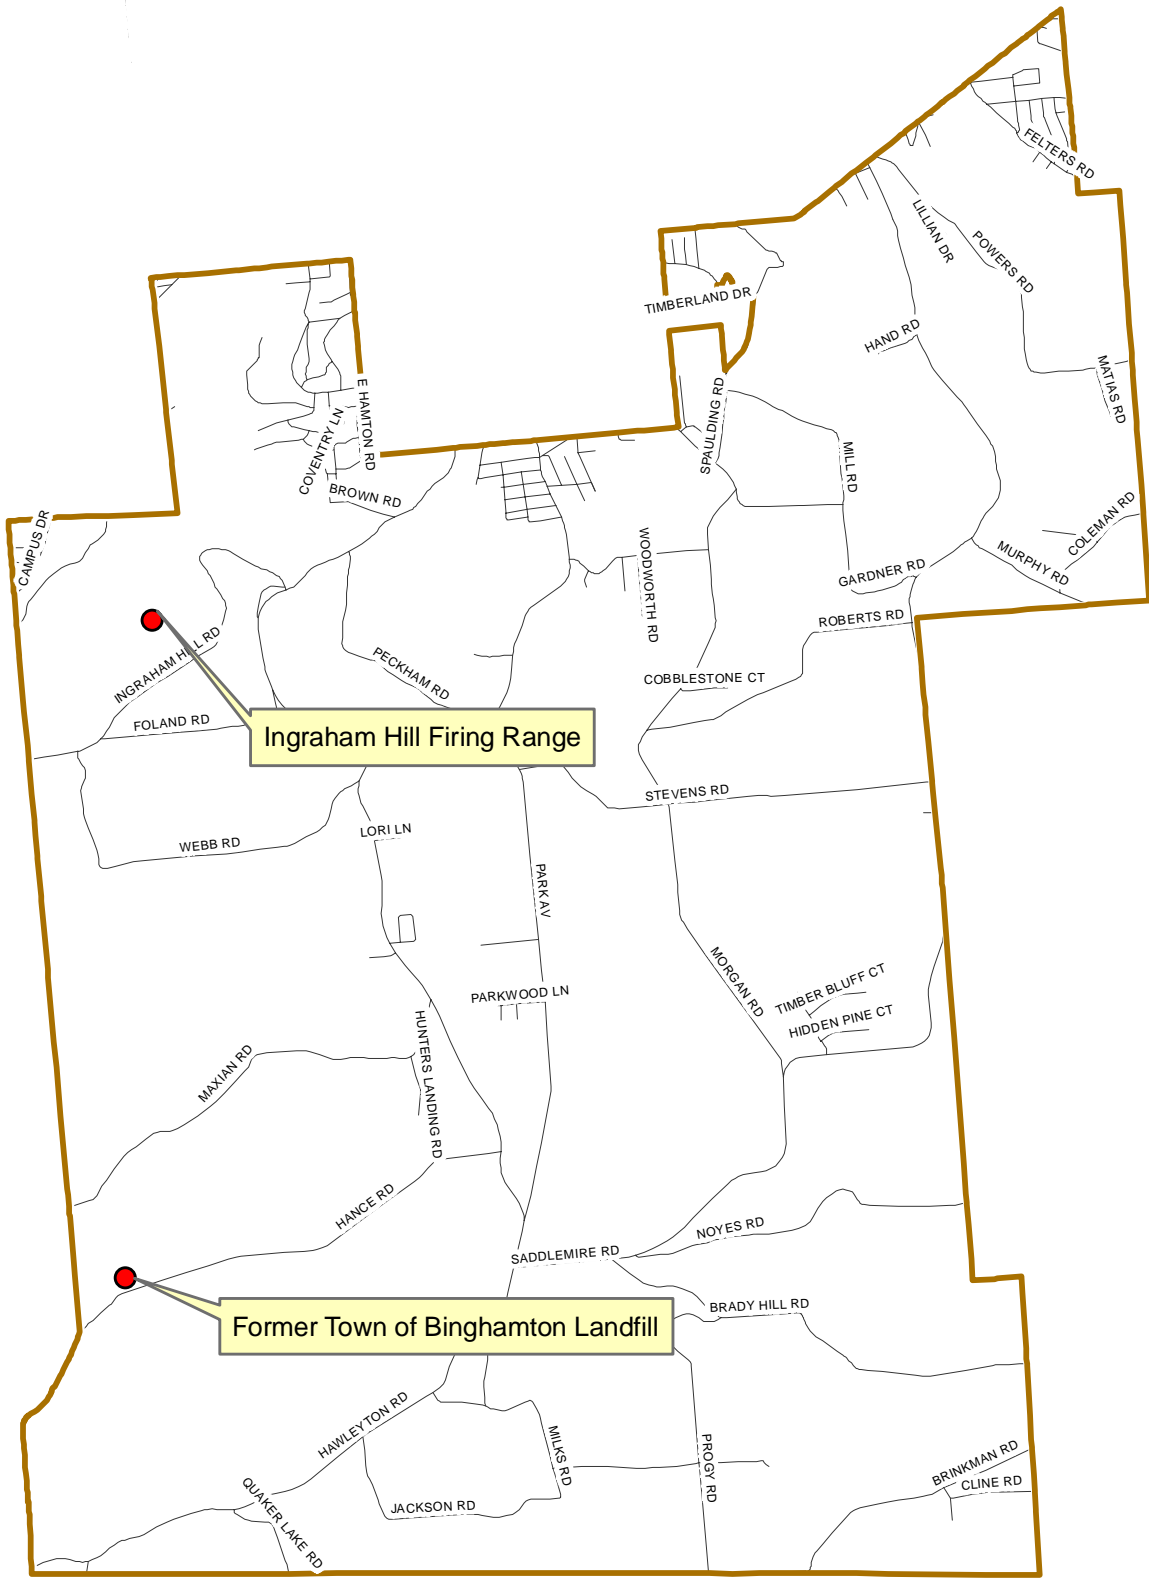 FELTERS RD
LILLIAN DR
POWERS RD
TIMBERLAND DR
HAND RD
MATIAS RD
E HAMTON RD
COVENTRY LN
SPAULDING RD
MILL RD
BROWN RD
CAMPUS DR
COLEMAN RD
WOODWORTH RD
MURPHY RD
GARDNER RD
ROBERTS RD
INGRAHAM HILL RD
PECKHAM RD
COBBLESTONE CT
FOLAND RD
Ingraham Hill Firing Range
STEVENS RD
LORI LN
WEBB RD
PARK AV
MORGAN RD
TIMBER BLUFF CT
PARKWOOD LN
HIDDEN PINE CT
HUNTERS LANDING RD
MAXIAN RD
HANCE RD
NOYES RD
SADDLEMIRE RD
BRADY HILL RD
Former Town of Binghamton Landfill
HAWLEYTON RD
MILKS RD
PROGY RD
BRINKMAN RD
CLINE RD
QUAKER LAKE RD
JACKSON RD